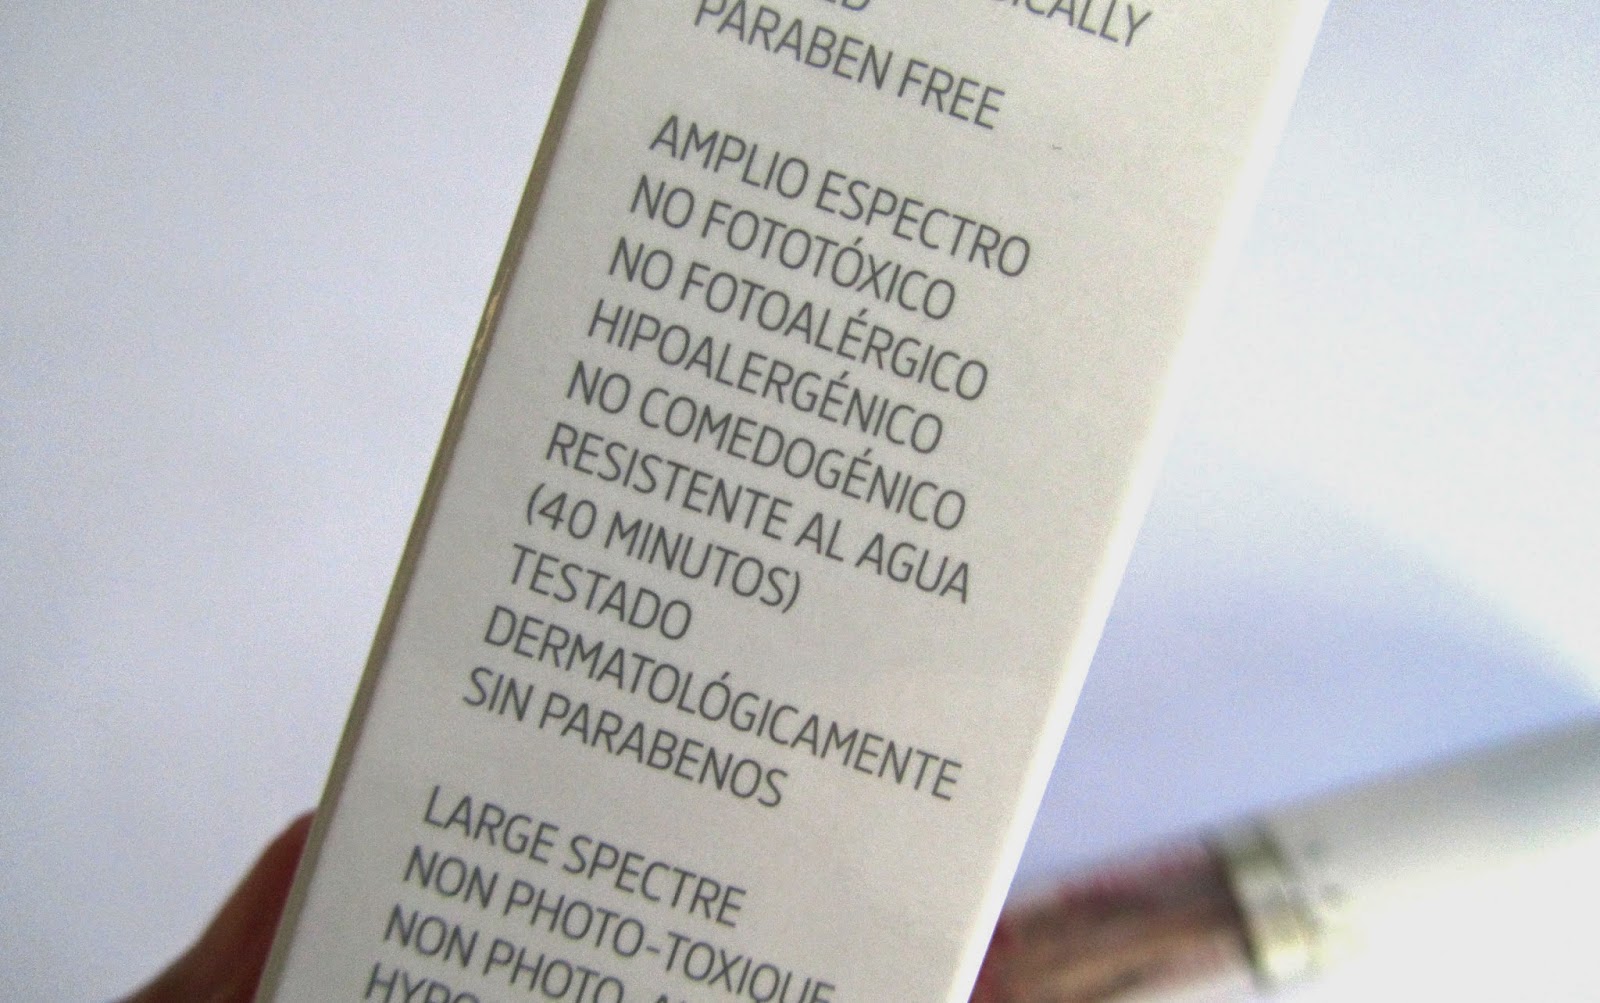 PARABEN FREE
AMPLIO ESPECTRO
NO FOTOTÓXICO
NO FOTOALÉRGICO
HIPOALERGÉNICO
NO COMEDOGÉNICO
RESISTENTE AL AGUA
(40 MINUTOS)
TESTADO
DERMATOLÓGICAMENTE
SIN PARABENOS
LARGE SPECTRE
NON PHOTO-TOXIQUE
NON